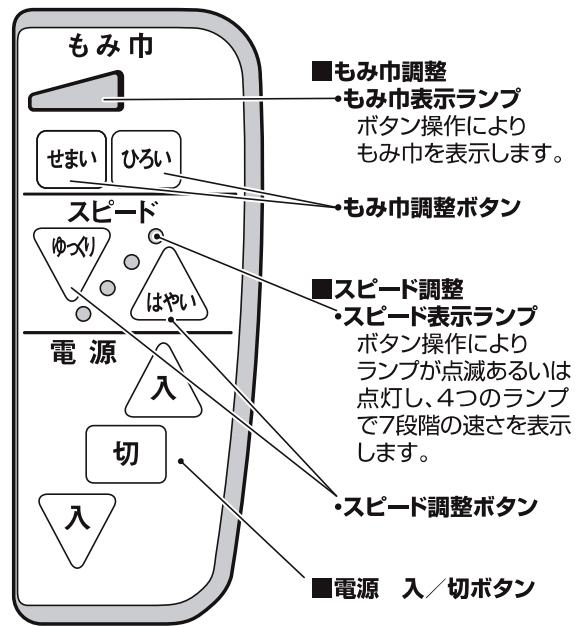 もみ巾
せまい
ひろい
スピード
ゆっくり
はやい
電源
入
切
入
■もみ巾調整
・もみ巾表示ランプ
ボタン操作により
もみ巾を表示します。
・もみ巾調整ボタン
■スピード調整
・スピード表示ランプ
ボタン操作により
ランプが点滅あるいは
点灯し、4つのランプ
で7段階の速さを表示
します。
・スピード調整ボタン
■電源　入／切ボタン